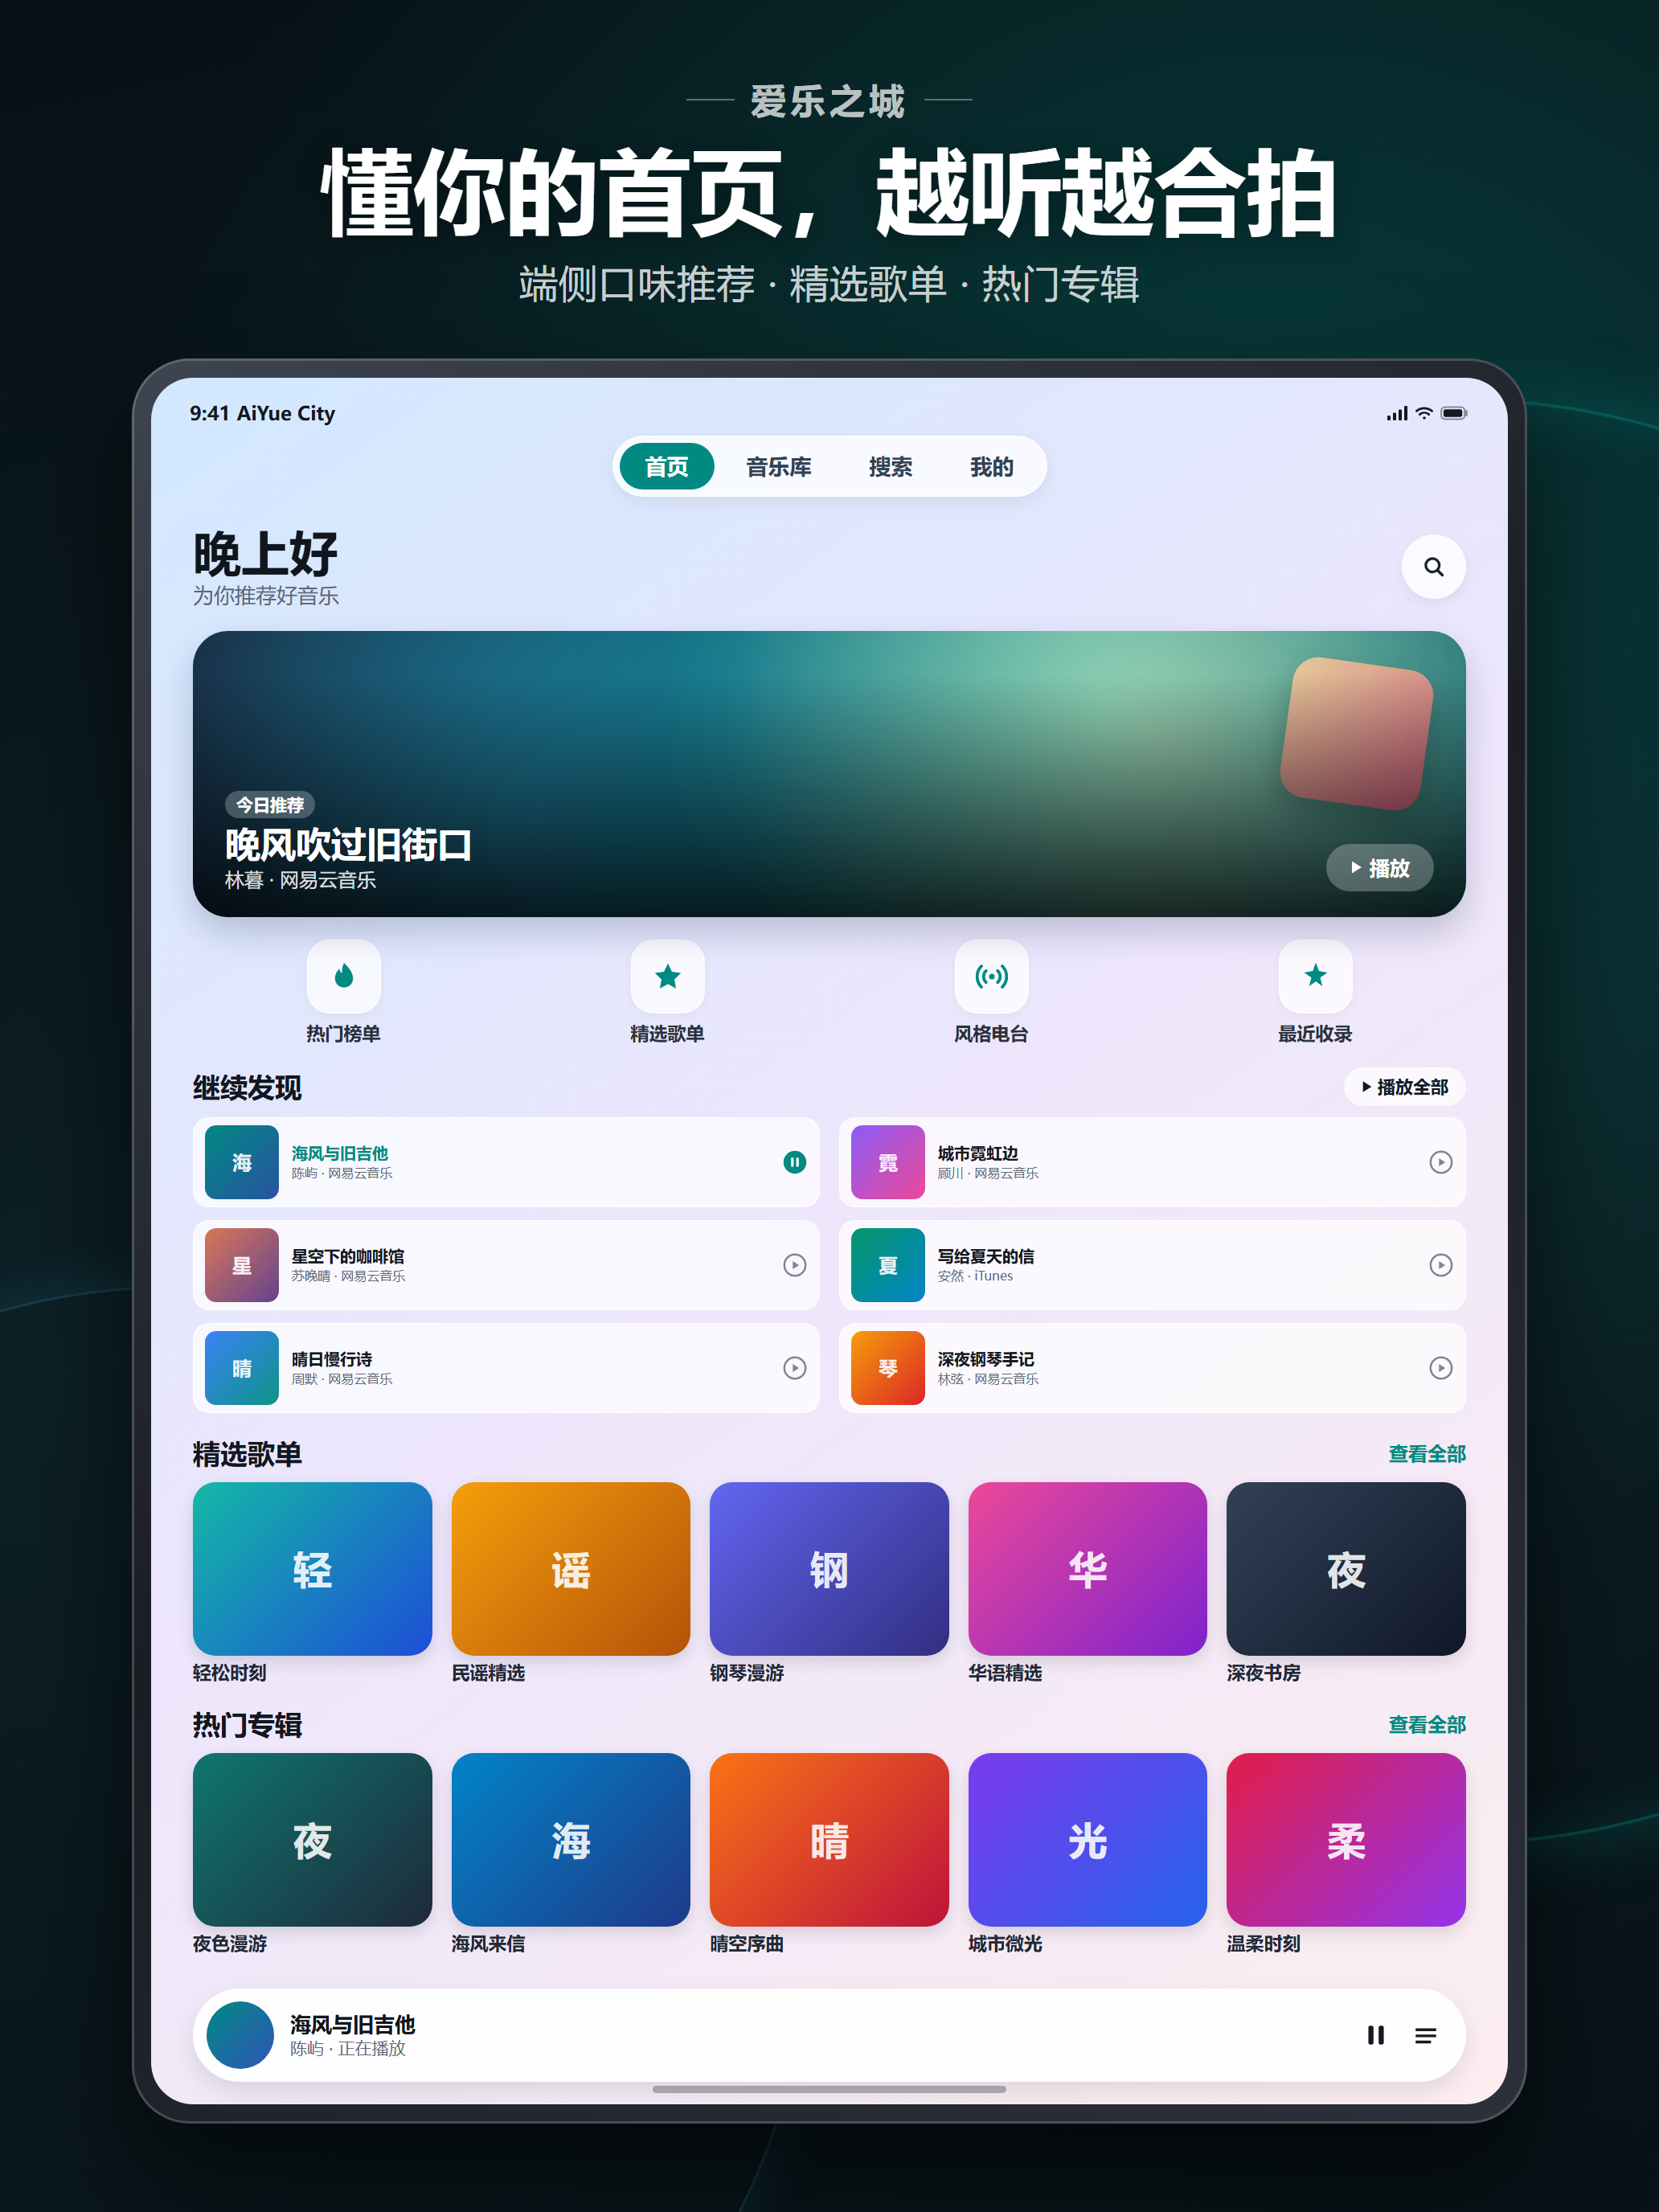 爱乐之城
懂你的首页，越听越合拍
端侧口味推荐 · 精选歌单 · 热门专辑
9:41 AiYue City
首页 音乐库 搜索 我的
晚上好
为你推荐好音乐
今日推荐
晚风吹过旧街口
林暮 · 网易云音乐
播放
热门榜单 精选歌单 风格电台 最近收录
继续发现
播放全部
海
海风与旧吉他
陈屿 · 网易云音乐
霓
城市霓虹边
顾川 · 网易云音乐
星
星空下的咖啡馆
苏晚晴 · 网易云音乐
夏
写给夏天的信
安然 · iTunes
晴
晴日慢行诗
周默 · 网易云音乐
琴
深夜钢琴手记
林弦 · 网易云音乐
精选歌单
查看全部
轻 谣 钢 华 夜
轻松时刻 民谣精选 钢琴漫游 华语精选 深夜书房
热门专辑
查看全部
夜 海 晴 光 柔
夜色漫游 海风来信 晴空序曲 城市微光 温柔时刻
海风与旧吉他
陈屿 · 正在播放